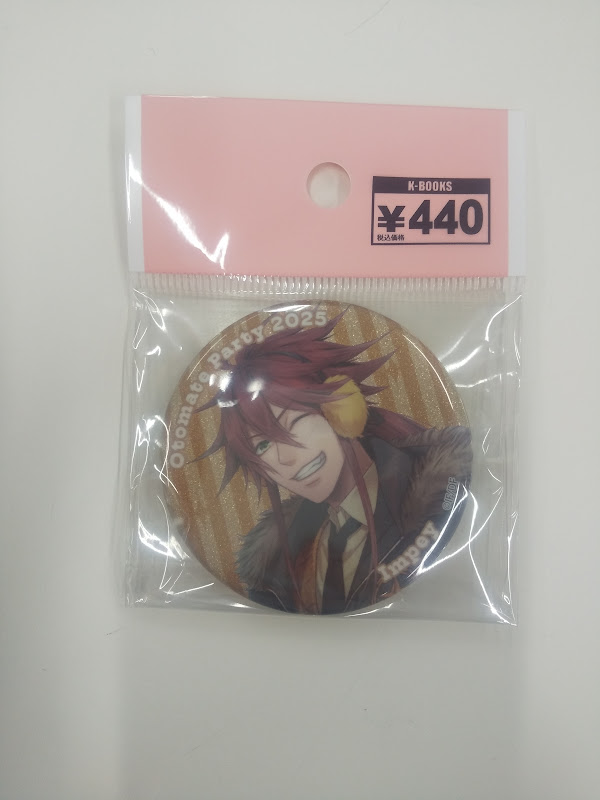 K-BOOKS
¥440
税込価格
Otomate Party 2025
Impey